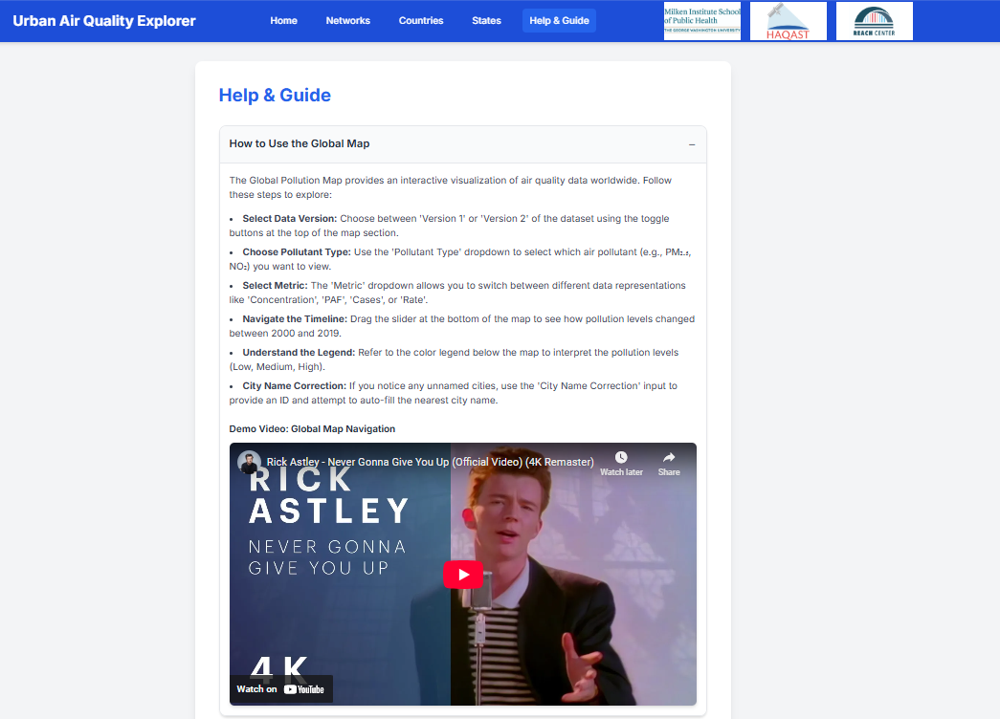 Urban Air Quality Explorer
Home
Networks
Countries
States
Help & Guide
Milken Institute School
of Public Health
THE GEORGE WASHINGTON UNIVERSITY
HAQAST
REACH CENTER
Help & Guide
How to Use the Global Map
–
The Global Pollution Map provides an interactive visualization of air quality data worldwide. Follow
these steps to explore:
• Select Data Version: Choose between 'Version 1' or 'Version 2' of the dataset using the toggle
buttons at the top of the map section.
• Choose Pollutant Type: Use the 'Pollutant Type' dropdown to select which air pollutant (e.g., PM₂.₅,
NO₂) you want to view.
• Select Metric: The 'Metric' dropdown allows you to switch between different data representations
like 'Concentration', 'PAF', 'Cases', or 'Rate'.
• Navigate the Timeline: Drag the slider at the bottom of the map to see how pollution levels changed
between 2000 and 2019.
• Understand the Legend: Refer to the color legend below the map to interpret the pollution levels
(Low, Medium, High).
• City Name Correction: If you notice any unnamed cities, use the 'City Name Correction' input to
provide an ID and attempt to auto-fill the nearest city name.
Demo Video: Global Map Navigation
Rick Astley - Never Gonna Give You Up (Official Video) (4K Remaster)
Watch later
Share
RICK
ASTLEY
NEVER GONNA
GIVE YOU UP
4K
Watch on YouTube